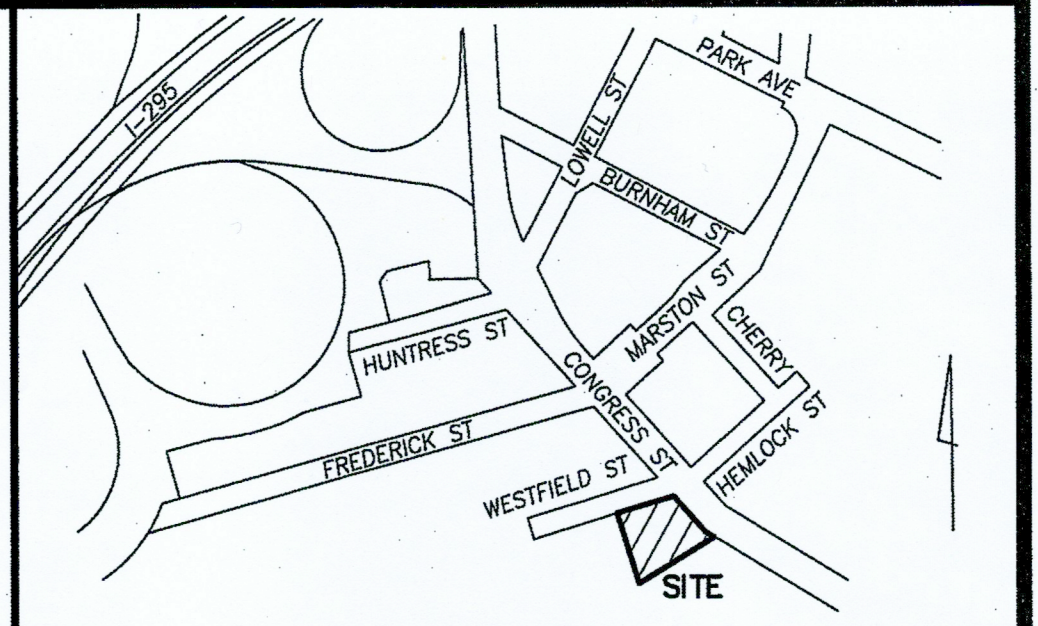 I-295
PARK AVE
LOWELL ST
BURNHAM ST
MARSTON ST
CHERRY
HUNTRESS ST
CONGRESS ST
HEMLOCK ST
FREDERICK ST
WESTFIELD ST
SITE